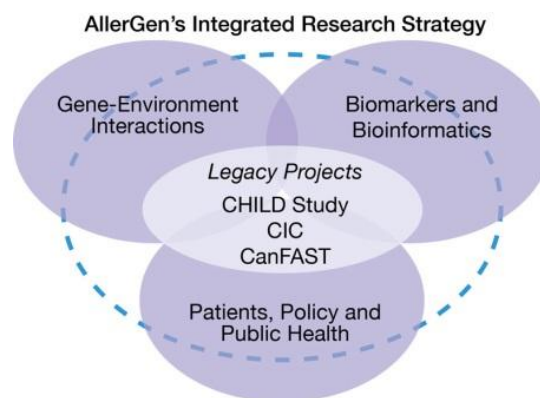 AllerGen's Integrated Research Strategy
Gene-Environment
Interactions
Biomarkers and
Bioinformatics
Legacy Projects
CHILD Study
CIC
CanFAST
Patients, Policy and
Public Health